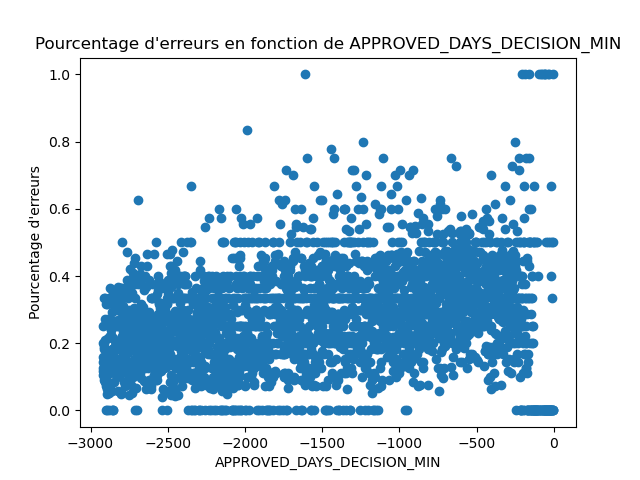 Pourcentage d'erreurs en fonction de APPROVED_DAYS_DECISION_MIN
1.0
0.8
0.6
0.4
0.2
0.0
Pourcentage d'erreurs
−3000 −2500 −2000 −1500 −1000 −500 0
APPROVED_DAYS_DECISION_MIN